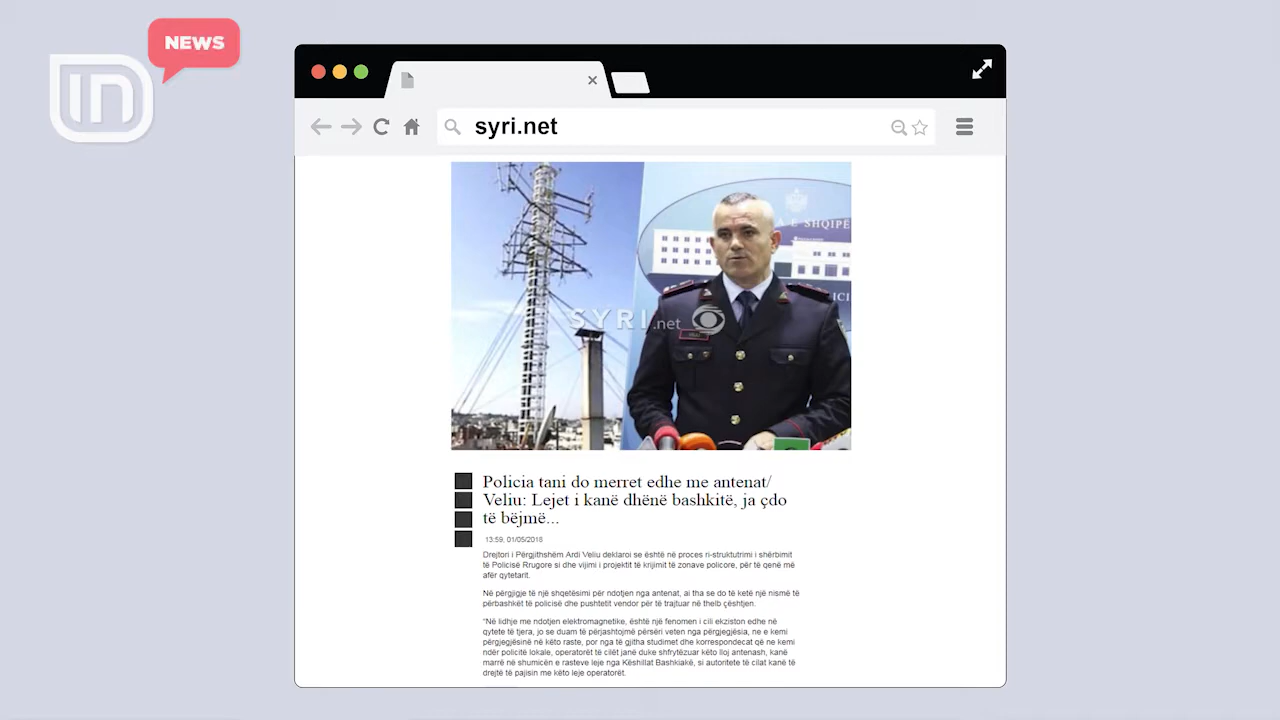 NEWS
IN
syri.net
A E SHQIPË
ICI
SYRI.net
Policia tani do merret edhe me antenat/
Veliu: Lejet i kanë dhënë bashkitë, ja çdo
të bëjmë...
13:59, 01/05/2018
Drejtori i Përgjithshëm Ardi Veliu deklaroi se është në proces ri-struktutrimi i shërbimit
të Policisë Rrugore si dhe vijimi i projektit të krijimit të zonave policore, për të qenë më
afër qytetarit.
Në përgjigje të një shqetësimi për ndotjen nga antenat, ai tha se do të ketë një nismë të
përbashkët të policisë dhe pushtetit vendor për të trajtuar në thelb çështjen.
“Në lidhje me ndotjen elektromagnetike, është një fenomen i cili ekziston edhe në
qytete të tjera, jo se duam të përjashtojmë përsëri veten nga përgjegjësia, ne e kemi
përgjegjësinë në këto raste, por nga të gjitha studimet dhe korrespondecat që ne kemi
ndër policitë lokale, operatorët të cilët janë duke shfrytëzuar këto lloj antenash, kanë
marrë në shumicën e rasteve leje nga Këshillat Bashkiakë, si autoritete të cilat kanë të
drejtë të pajisin me këto leje operatorët.